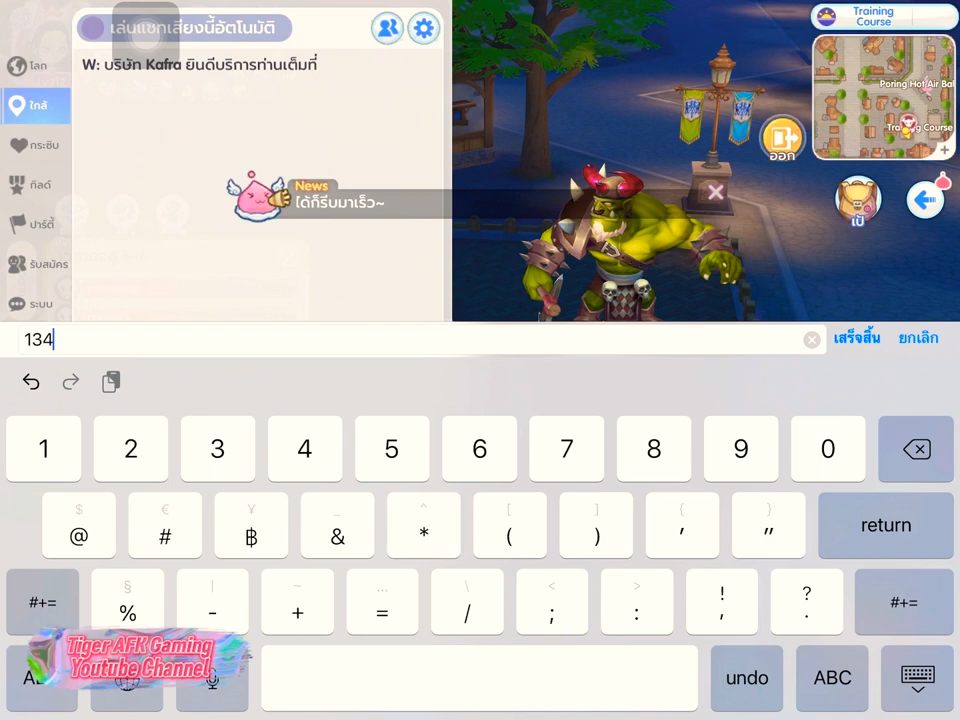 เล่นแชทเสียงนี้อัตโนมัติ
W: บริษัท Kafra ยินดีบริการท่านเต็มที่
โลก
ใกล้
กระซิบ
กิลด์
ปาร์ตี้
รับสมัคร
ระบบ
News
ได้ก็รีบมาเร็ว~
Training
Course
Poring Hot Air Bal
Training Course
ออก
เป้
134
เสร็จสิ้น ยกเลิก
1 2 3 4 5 6 7 8 9 0
$ € ¥ _ ^ [ ] { }
@ # ฿ & * ( ) ' " return
§ | ~ … \ < > ! ?
#+= % - + = / ; : , . #+=
Tiger AFK Gaming
Youtube Channel
undo ABC